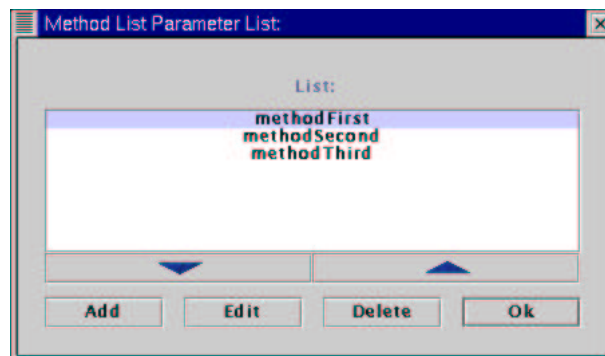 Method List Parameter List:
List:
methodFirst
methodSecond
methodThird
Add Edit Delete Ok